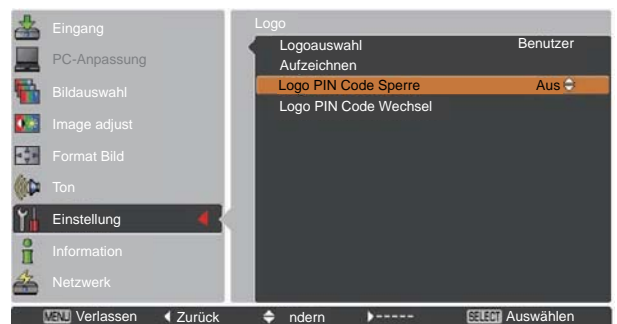 Eingang
PC-Anpassung
Bildauswahl
Image adjust
Format Bild
Ton
Einstellung
Information
Netzwerk
Logo
Logoauswahl Benutzer
Aufzeichnen
Logo PIN Code Sperre Aus
Logo PIN Code Wechsel
MENU Verlassen Zurück ndern ----- SELECT Auswählen